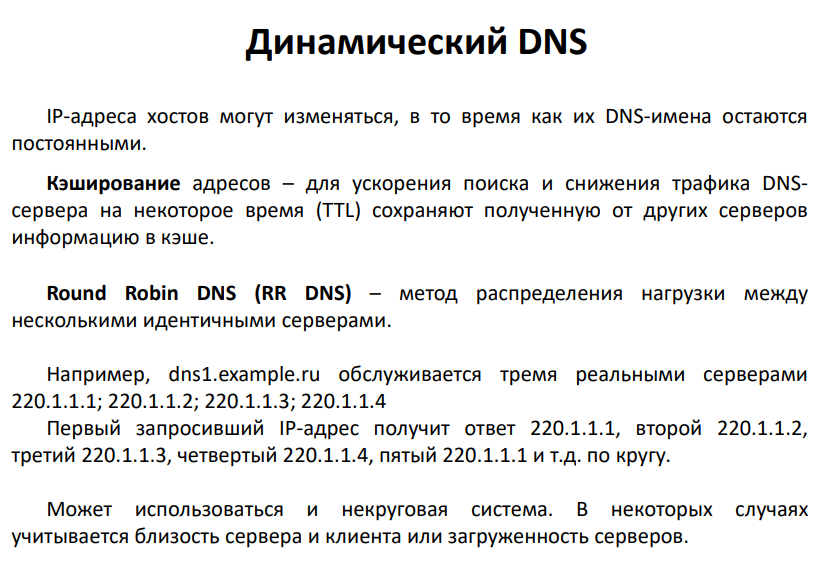 Динамический DNS
IP-адреса хостов могут изменяться, в то время как их DNS-имена остаются
постоянными.
Кэширование адресов – для ускорения поиска и снижения трафика DNS-
сервера на некоторое время (TTL) сохраняют полученную от других серверов
информацию в кэше.
Round Robin DNS (RR DNS) – метод распределения нагрузки между
несколькими идентичными серверами.
Например, dns1.example.ru обслуживается тремя реальными серверами
220.1.1.1; 220.1.1.2; 220.1.1.3; 220.1.1.4
Первый запросивший IP-адрес получит ответ 220.1.1.1, второй 220.1.1.2,
третий 220.1.1.3, четвертый 220.1.1.4, пятый 220.1.1.1 и т.д. по кругу.
Может использоваться и некруговая система. В некоторых случаях
учитывается близость сервера и клиента или загруженность серверов.